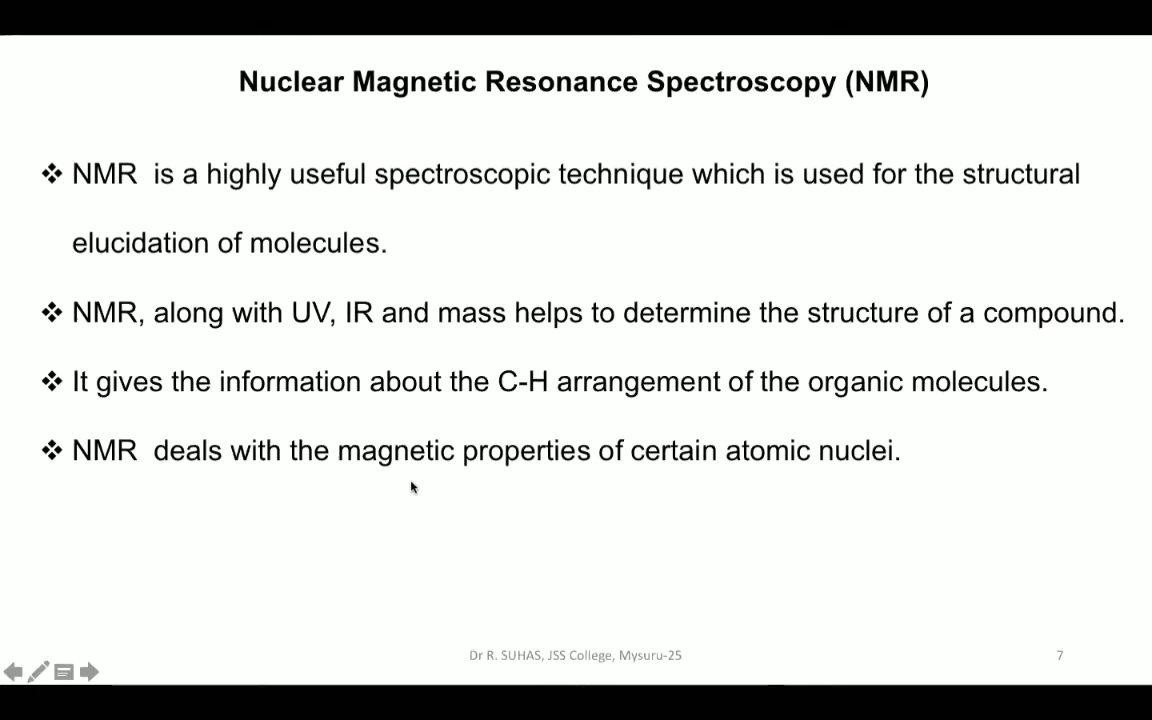 Nuclear Magnetic Resonance Spectroscopy (NMR)
❖ NMR is a highly useful spectroscopic technique which is used for the structural
elucidation of molecules.
❖ NMR, along with UV, IR and mass helps to determine the structure of a compound.
❖ It gives the information about the C-H arrangement of the organic molecules.
❖ NMR deals with the magnetic properties of certain atomic nuclei.
Dr R. SUHAS, JSS College, Mysuru-25
7